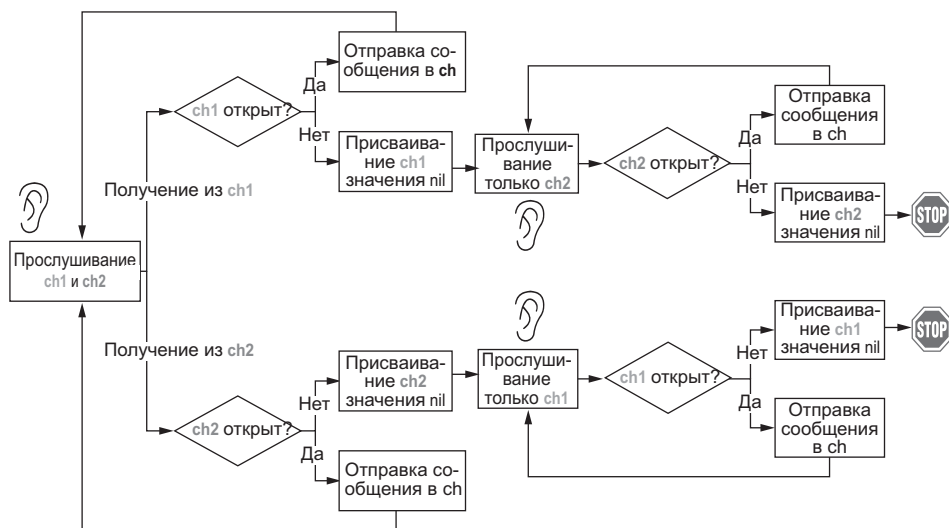 Отправка со-
общения в ch
Да
ch1 открыт?
Нет
Присваива-
ние ch1
значения nil
Получение из ch1
Прослушивание
ch1 и ch2
Прослуши-
вание
только ch2
ch2 открыт?
Да
Отправка
сообщения
в ch
Нет
Присваива-
ние ch2
значения nil
STOP
Получение из ch2
ch2 открыт?
Нет
Присваива-
ние ch2
значения nil
Да
Отправка со-
общения в ch
Прослуши-
вание
только ch1
ch1 открыт?
Нет
Присваива-
ние ch1
значения nil
STOP
Да
Отправка
сообщения
в ch